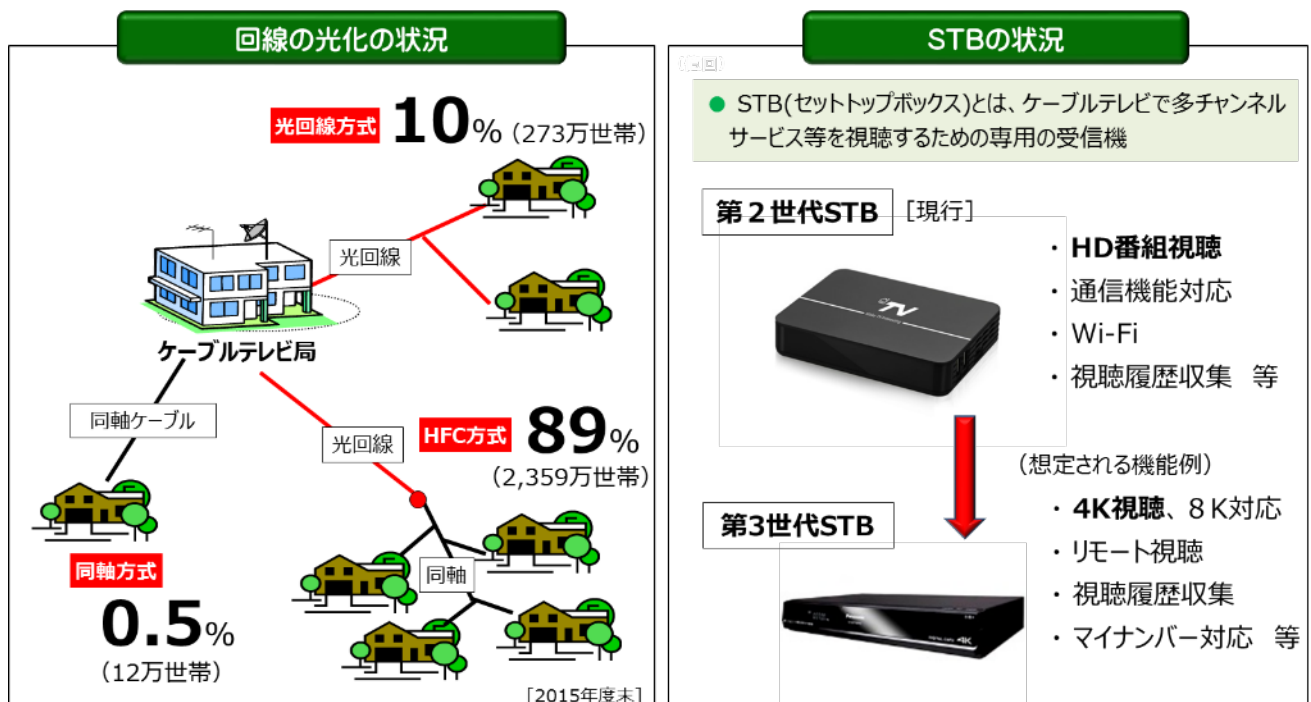 回線の光化の状況
光回線方式 10% (273万世帯)
光回線
ケーブルテレビ局
同軸ケーブル
光回線
HFC方式 89%
(2,359万世帯)
同軸
同軸方式
0.5%
(12万世帯)
[2015年度末]
STBの状況
● STB(セットトップボックス)とは、ケーブルテレビで多チャンネル
サービス等を視聴するための専用の受信機
第2世代STB [現行]
TV
・ HD番組視聴
・ 通信機能対応
・ Wi-Fi
・ 視聴履歴収集 等
(想定される機能例)
第3世代STB
・ 4K視聴、8K対応
・ リモート視聴
・ 視聴履歴収集
・ マイナンバー対応 等
4K